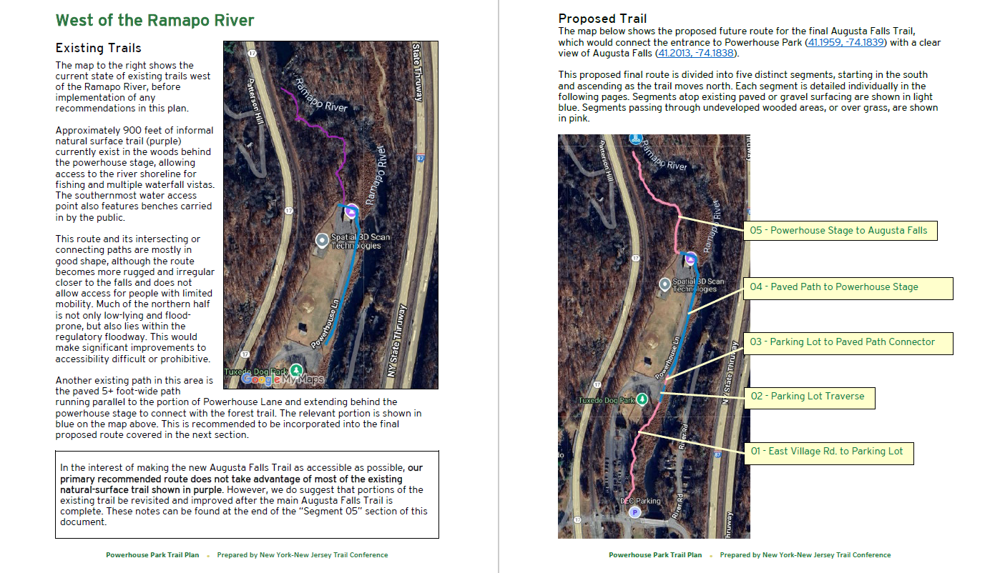 West of the Ramapo River
Existing Trails
The map to the right shows the
current state of existing trails west
of the Ramapo River, before
implementation of any
recommendations in this plan.
Approximately 900 feet of informal
natural surface trail (purple)
currently exist in the woods behind
the powerhouse stage, allowing
access to the river shoreline for
fishing and multiple waterfall vistas.
The southernmost water access
point also features benches carried
in by the public.
This route and its intersecting or
connecting paths are mostly in
good shape, although the route
becomes more rugged and irregular
closer to the falls and does not
allow access for people with limited
mobility. Much of the northern half
is not only low-lying and flood-
prone, but also lies within the
regulatory floodway. This would
make significant improvements to
accessibility difficult or prohibitive.
Another existing path in this area is
the paved 5+ foot-wide path
running parallel to the portion of Powerhouse Lane and extending behind the
powerhouse stage to connect with the forest trail. The relevant portion is shown in
blue on the map above. This is recommended to be incorporated into the final
proposed route covered in the next section.
17
Patterson Hill
Ramapo River
State Thruway
87
Ramapo River
17
Spatial 3D Scan
Technologies
Powerhouse Ln
NY State Thruway
17
Tuxedo Dog Park
Google My Maps
In the interest of making the new Augusta Falls Trail as accessible as possible, our
primary recommended route does not take advantage of most of the existing
natural-surface trail shown in purple. However, we do suggest that portions of the
existing trail be revisited and improved after the main Augusta Falls Trail is
complete. These notes can be found at the end of the “Segment 05” section of this
document.
Powerhouse Park Trail Plan • Prepared by New York-New Jersey Trail Conference
Proposed Trail
The map below shows the proposed future route for the final Augusta Falls Trail,
which would connect the entrance to Powerhouse Park (41.1959, -74.1839) with a clear
view of Augusta Falls (41.2013, -74.1838).
This proposed final route is divided into five distinct segments, starting in the south
and ascending as the trail moves north. Each segment is detailed individually in the
following pages. Segments atop existing paved or gravel surfacing are shown in light
blue. Segments passing through undeveloped wooded areas, or over grass, are shown
in pink.
Patterson Hill
Ramapo River
Ramapo River
05 - Powerhouse Stage to Augusta Falls
17
Spatial 3D Scan
Technologies
04 - Paved Path to Powerhouse Stage
03 - Parking Lot to Paved Path Connector
Powerhouse Ln
NY State Thruway
17
02 - Parking Lot Traverse
Tuxedo Dog Park
River Rd
01 - East Village Rd. to Parking Lot
87
DEC Parking
P
River Rd
17
hruway
Powerhouse Park Trail Plan • Prepared by New York-New Jersey Trail Conference